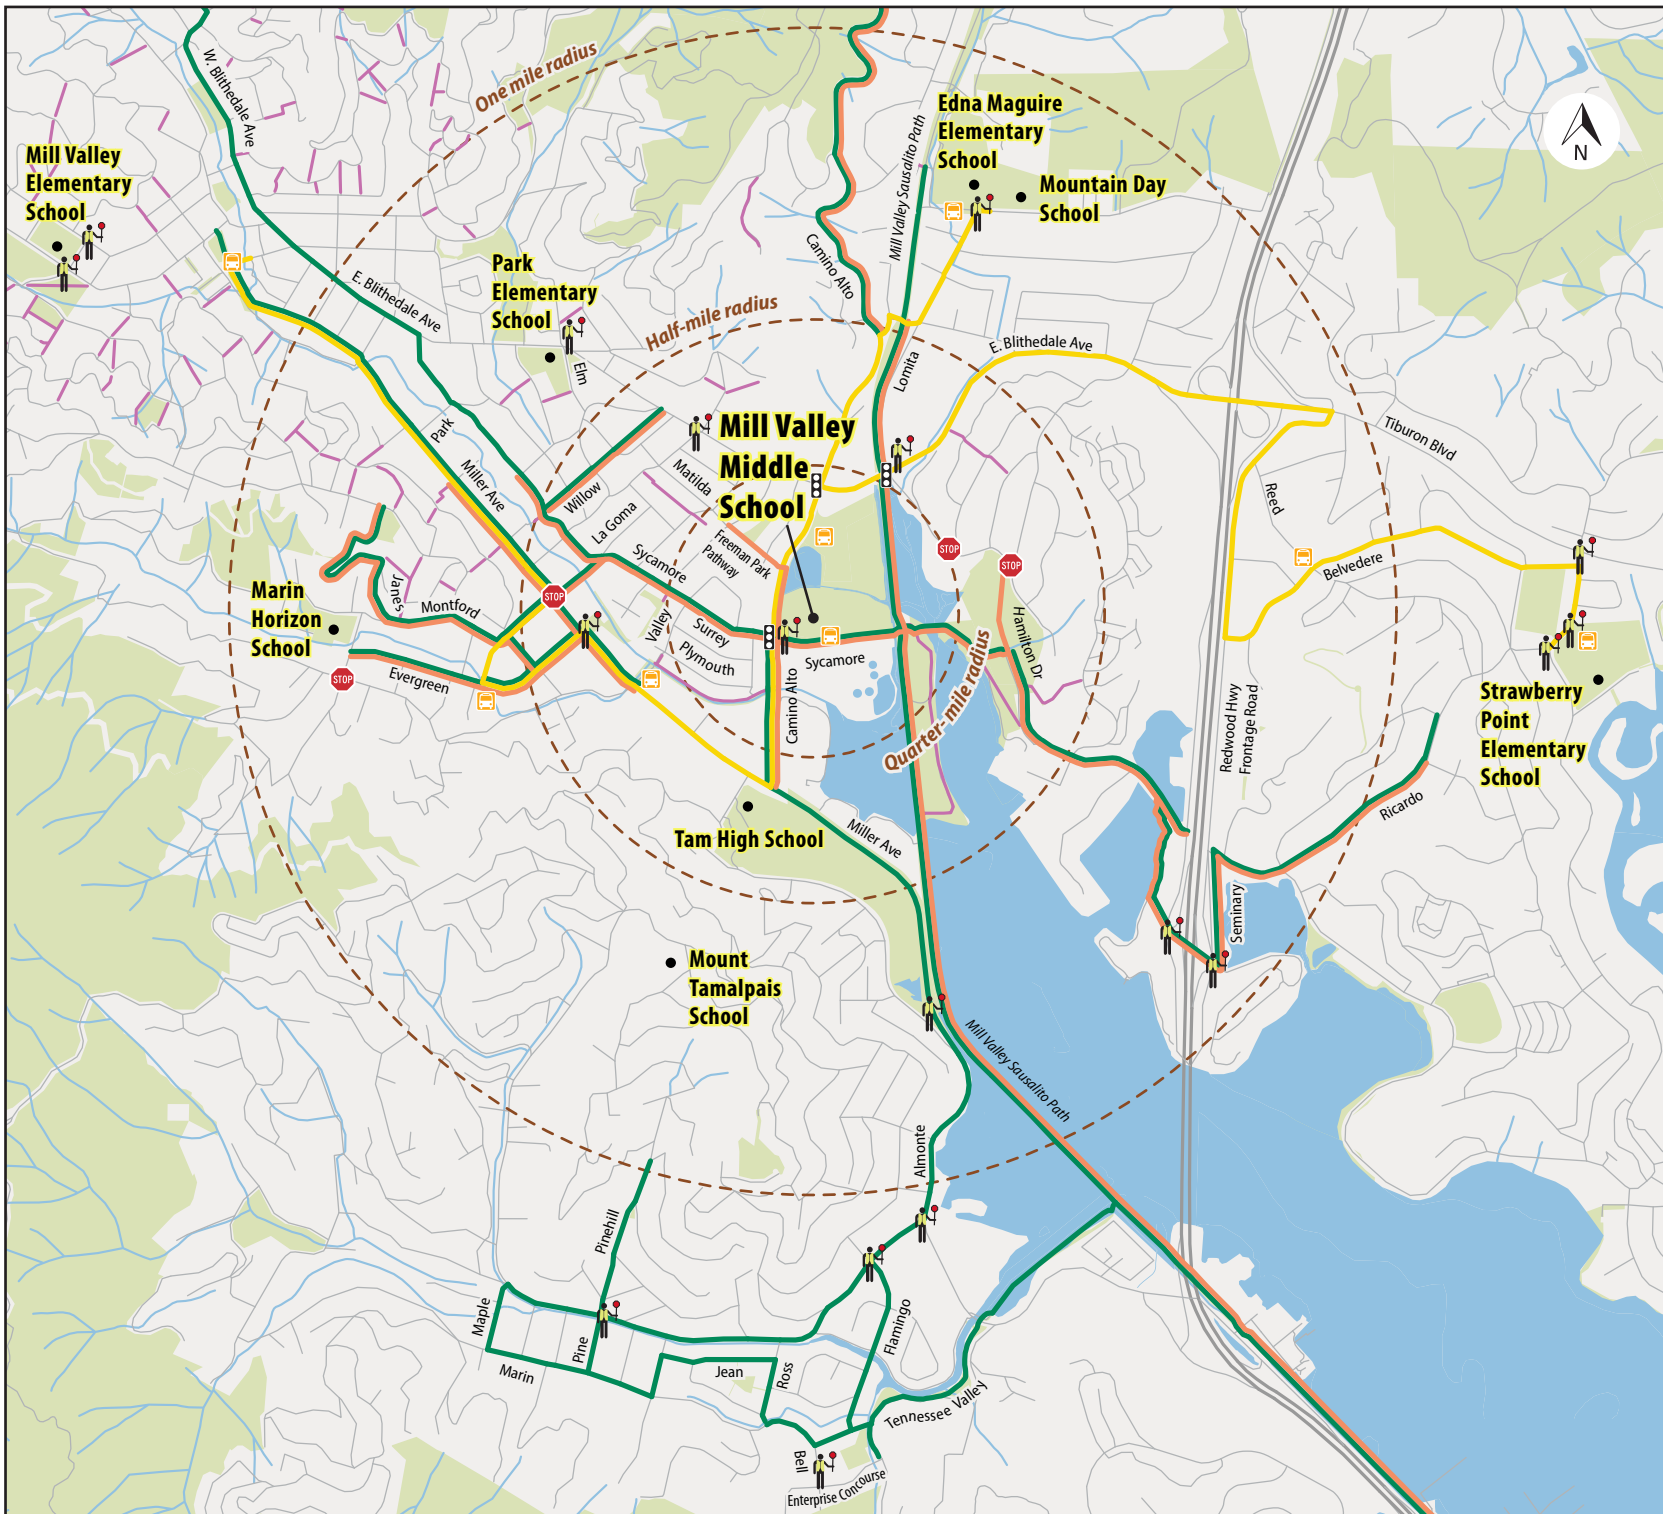 One mile radius
W. Blithedale Ave
Mill Valley
Elementary
School
Edna Maguire
Elementary
School
Mountain Day
School
N
Mill Valley Sausalito Path
Camino Alto
Park
Elementary
School
Elm
E. Blithedale Ave
Half-mile radius
Lomita
E. Blithedale Ave
Tiburon Blvd
Reed
Belvedere
Park
Miller Ave
Willow
La Goma
Sycamore
Matilda
Freeman Park
Pathway
Mill Valley
Middle
School
STOP
STOP
STOP
STOP
Marin
Horizon
School
Janes
Montford
Evergreen
Valley
Surrey
Plymouth
Sycamore
Camino Alto
Hamilton Dr
Quarter- mile radius
Redwood Hwy
Frontage Road
Strawberry
Point
Elementary
School
Ricardo
Seminary
Tam High School
Miller Ave
Mount
Tamalpais
School
Mill Valley Sausalito Path
Almonte
Pinehill
Maple
Pine
Marin
Jean
Ross
Flamingo
Tennessee Valley
Bell
Enterprise Concourse